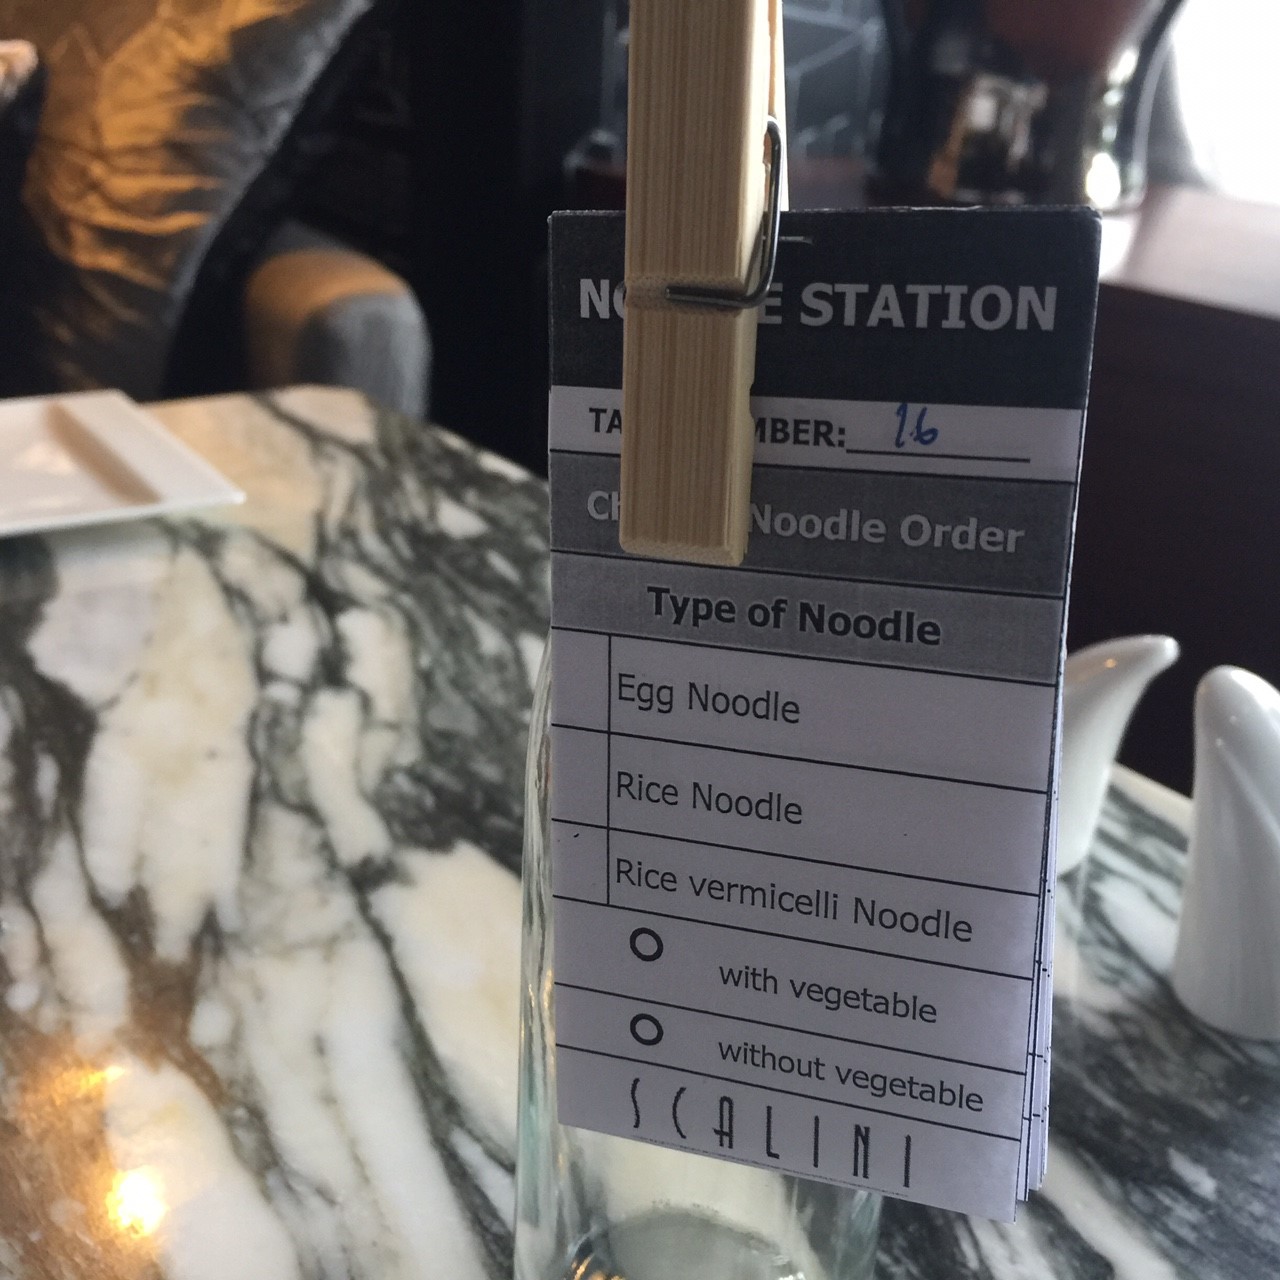 STATION
16
Noodle Order
Type of Noodle
Egg Noodle
Rice Noodle
Rice vermicelli Noodle
with vegetable
without vegetable
SCALINI